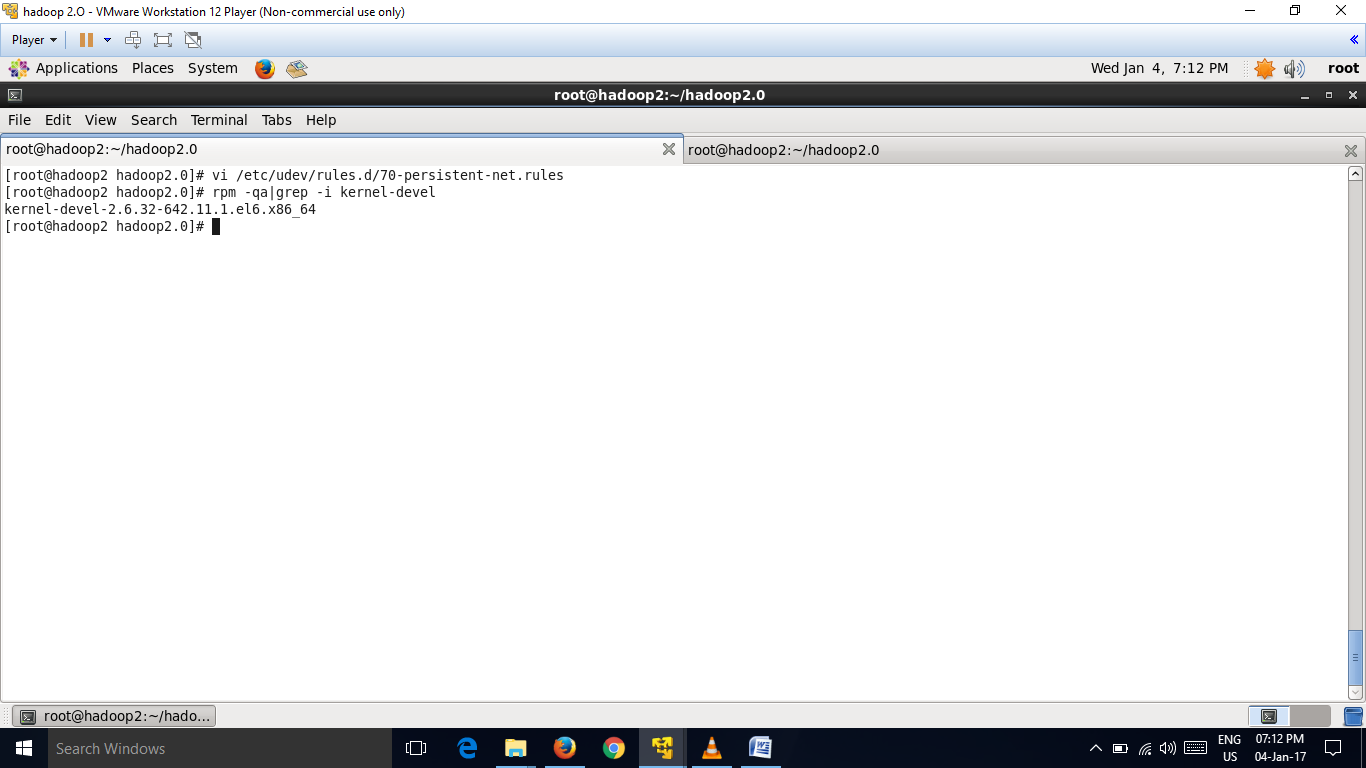 hadoop 2.O - VMware Workstation 12 Player (Non-commercial use only)
Player
Applications Places System
Wed Jan 4, 7:12 PM
root
root@hadoop2:~/hadoop2.0
File Edit View Search Terminal Tabs Help
root@hadoop2:~/hadoop2.0
root@hadoop2:~/hadoop2.0
[root@hadoop2 hadoop2.0]# vi /etc/udev/rules.d/70-persistent-net.rules
[root@hadoop2 hadoop2.0]# rpm -qa|grep -i kernel-devel
kernel-devel-2.6.32-642.11.1.el6.x86_64
[root@hadoop2 hadoop2.0]#
root@hadoop2:~/hado...
Search Windows
ENG
US
07:12 PM
04-Jan-17